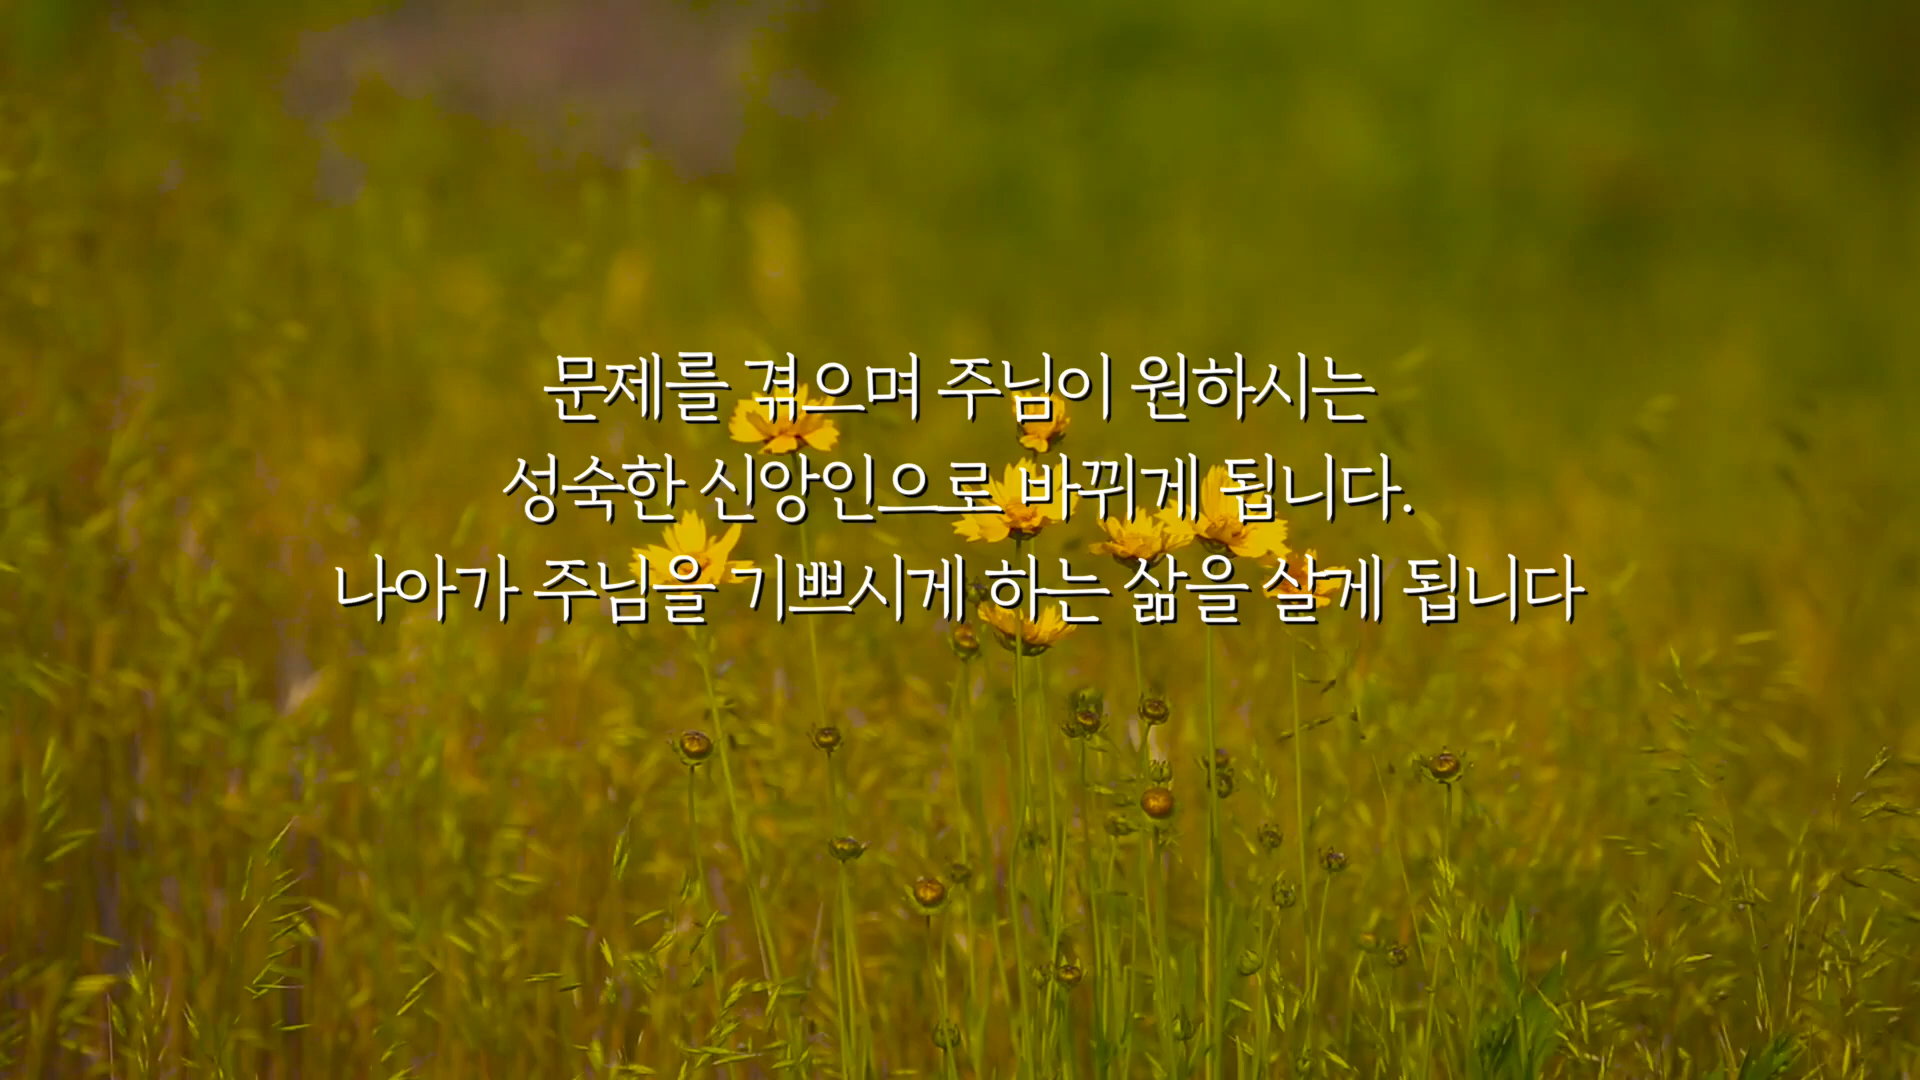 문제를 겪으며 주님이 원하시는
성숙한 신앙인으로 바뀌게 됩니다.
나아가 주님을 기쁘시게 하는 삶을 살게 됩니다